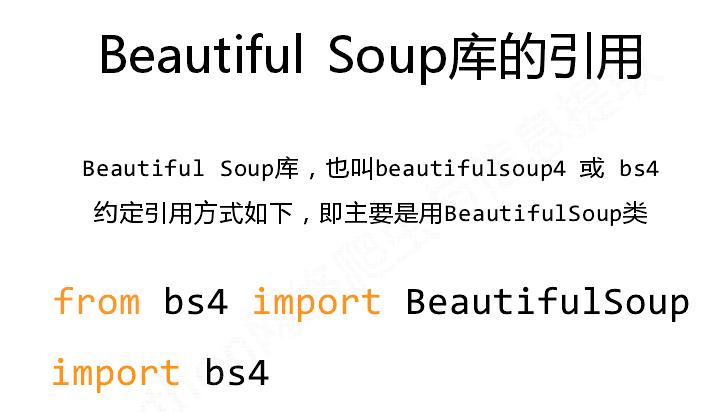 Beautiful Soup库的引用
Beautiful Soup库，也叫beautifulsoup4 或 bs4
约定引用方式如下，即主要是用BeautifulSoup类
from bs4 import BeautifulSoup
import bs4